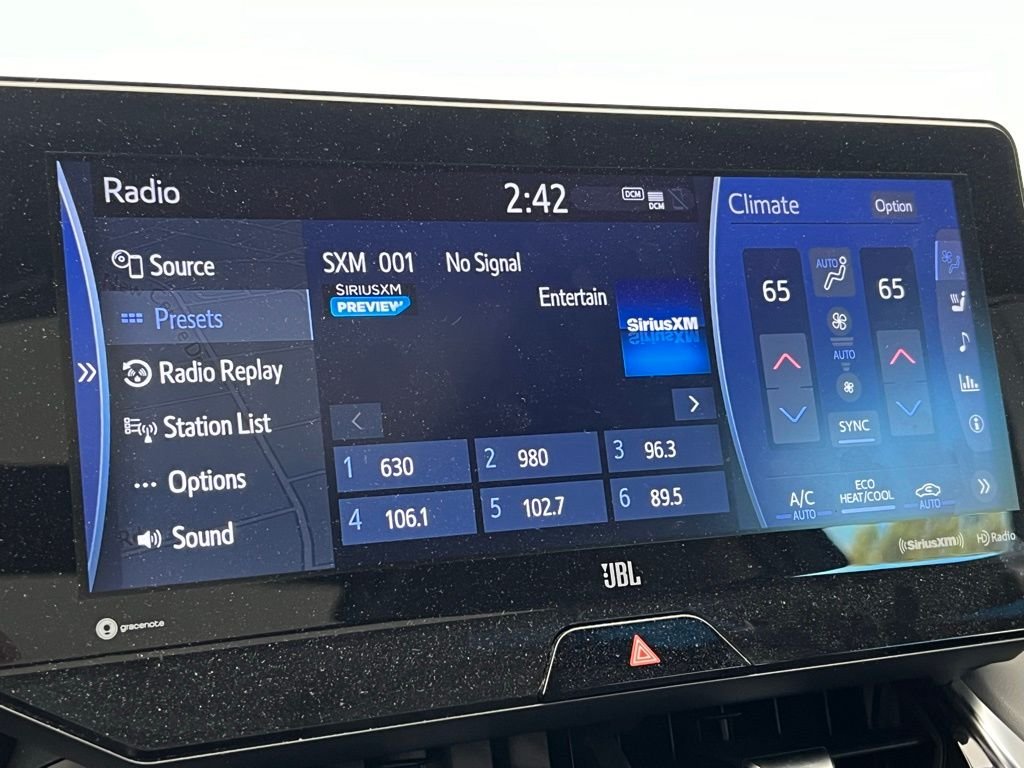 Radio
2:42
DCM
DCM
Source
Presets
Radio Replay
Station List
Options
Sound
SXM 001 No Signal
SIRIUSXM
PREVIEW
Entertain
SiriusXM
1 630
2 980
3 96.3
4 106.1
5 102.7
6 89.5
Climate
Option
65
AUTO
65
AUTO
SYNC
A/C
AUTO
ECO
HEAT/COOL
AUTO
((SiriusXM))
HD Radio
JBL
gracenote